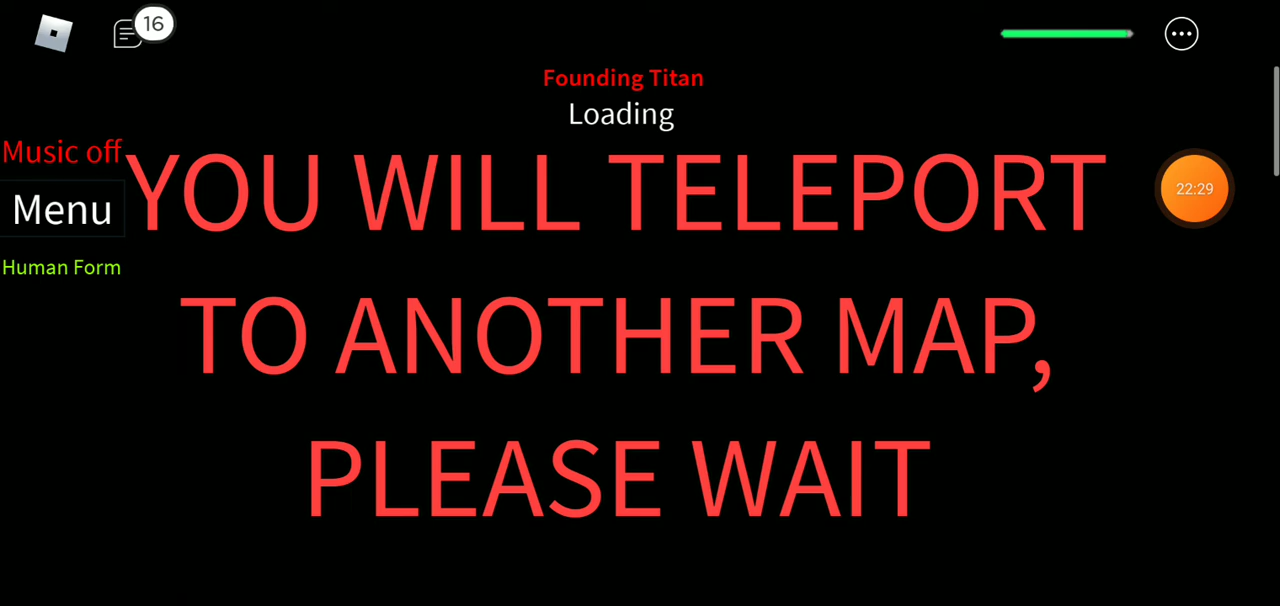 16
Founding Titan
Loading
Music off
YOU WILL TELEPORT
22:29
Menu
Human Form
TO ANOTHER MAP,
PLEASE WAIT